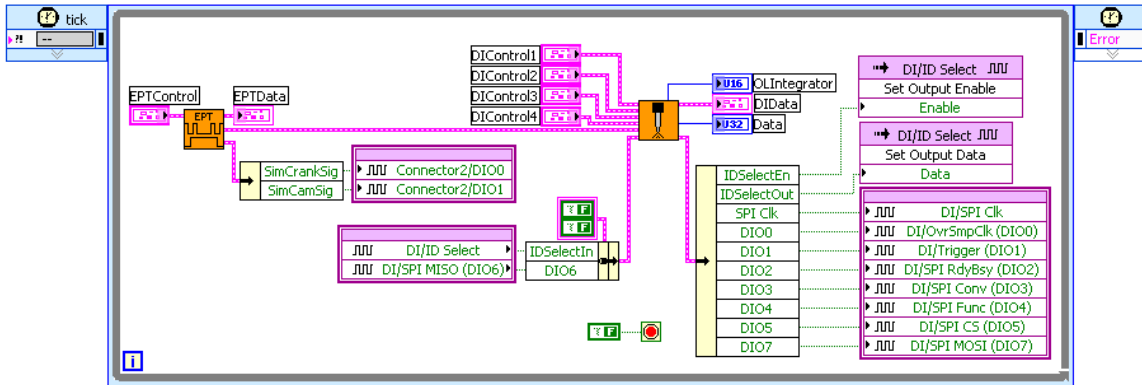 tick
?!
--
Error
DIControl1
DIControl2
DIControl3
DIControl4
EPTControl
EPTData
EPT
U16 OLIntegrator
DIData
U32 Data
DI/ID Select
Set Output Enable
Enable
DI/ID Select
Set Output Data
Data
SimCrankSig
SimCamSig
Connector2/DIO0
Connector2/DIO1
DI/ID Select
DI/SPI MISO (DIO6)
F
F
IDSelectIn
DIO6
IDSelectEn
IDSelectOut
SPI Clk
DIO0
DIO1
DIO2
DIO3
DIO4
DIO5
DIO7
DI/SPI Clk
DI/OvrSmpClk (DIO0)
DI/Trigger (DIO1)
DI/SPI RdyBsy (DIO2)
DI/SPI Conv (DIO3)
DI/SPI Func (DIO4)
DI/SPI CS (DIO5)
DI/SPI MOSI (DIO7)
F
i